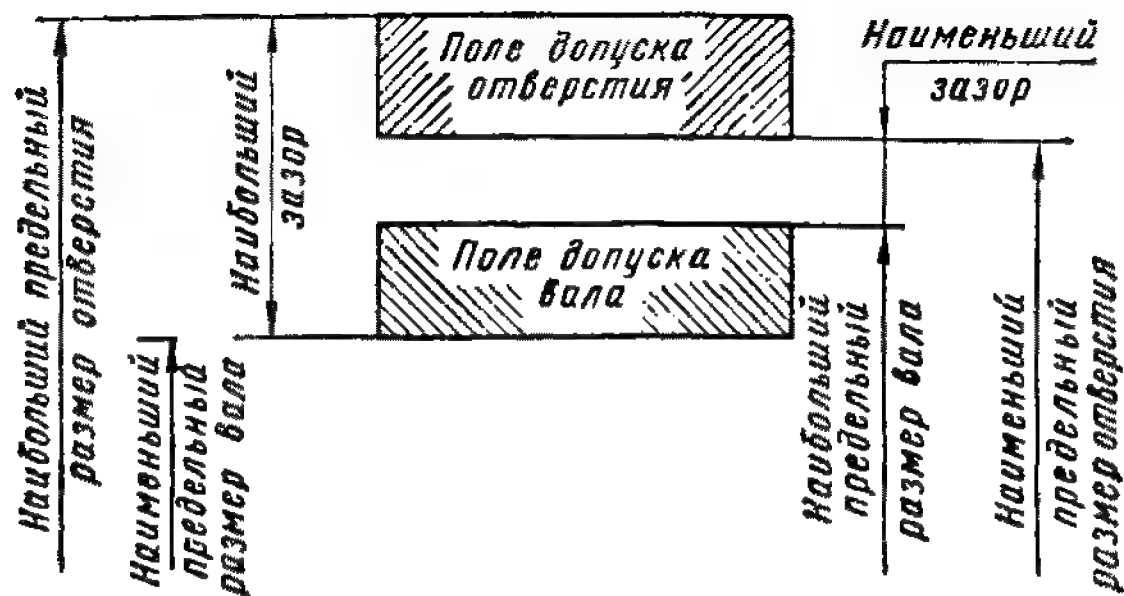 Поле допуска
отверстия
Наименьший
зазор
Наибольший предельный
размер отверстия
Наибольший
зазор
Поле допуска
вала
Наименьший
предельный
размер вала
Наибольший
предельный
размер вала
Наименьший
предельный
размер отверстия